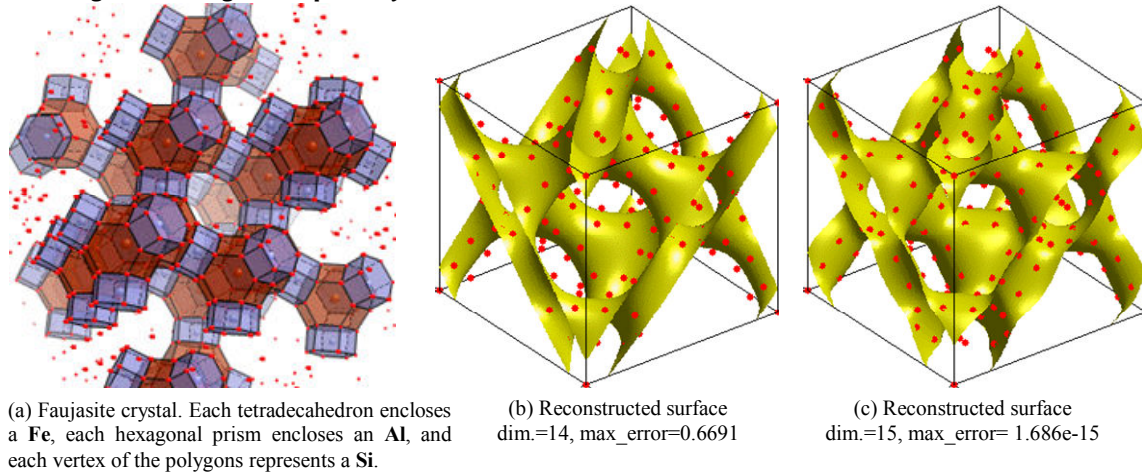 (a) Faujasite crystal. Each tetradecahedron encloses
a Fe, each hexagonal prism encloses an Al, and
each vertex of the polygons represents a Si.
(b) Reconstructed surface
dim.=14, max_error=0.6691
(c) Reconstructed surface
dim.=15, max_error= 1.686e-15